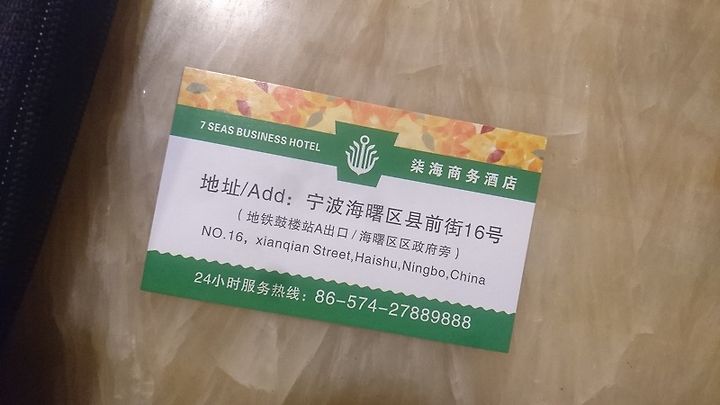 7 SEAS BUSINESS HOTEL
柒海商务酒店
地址/Add：宁波海曙区县前街16号
（地铁鼓楼站A出口/海曙区区政府旁）
NO.16，xianqian Street,Haishu,Ningbo,China
24小时服务热线：86-574-27889888